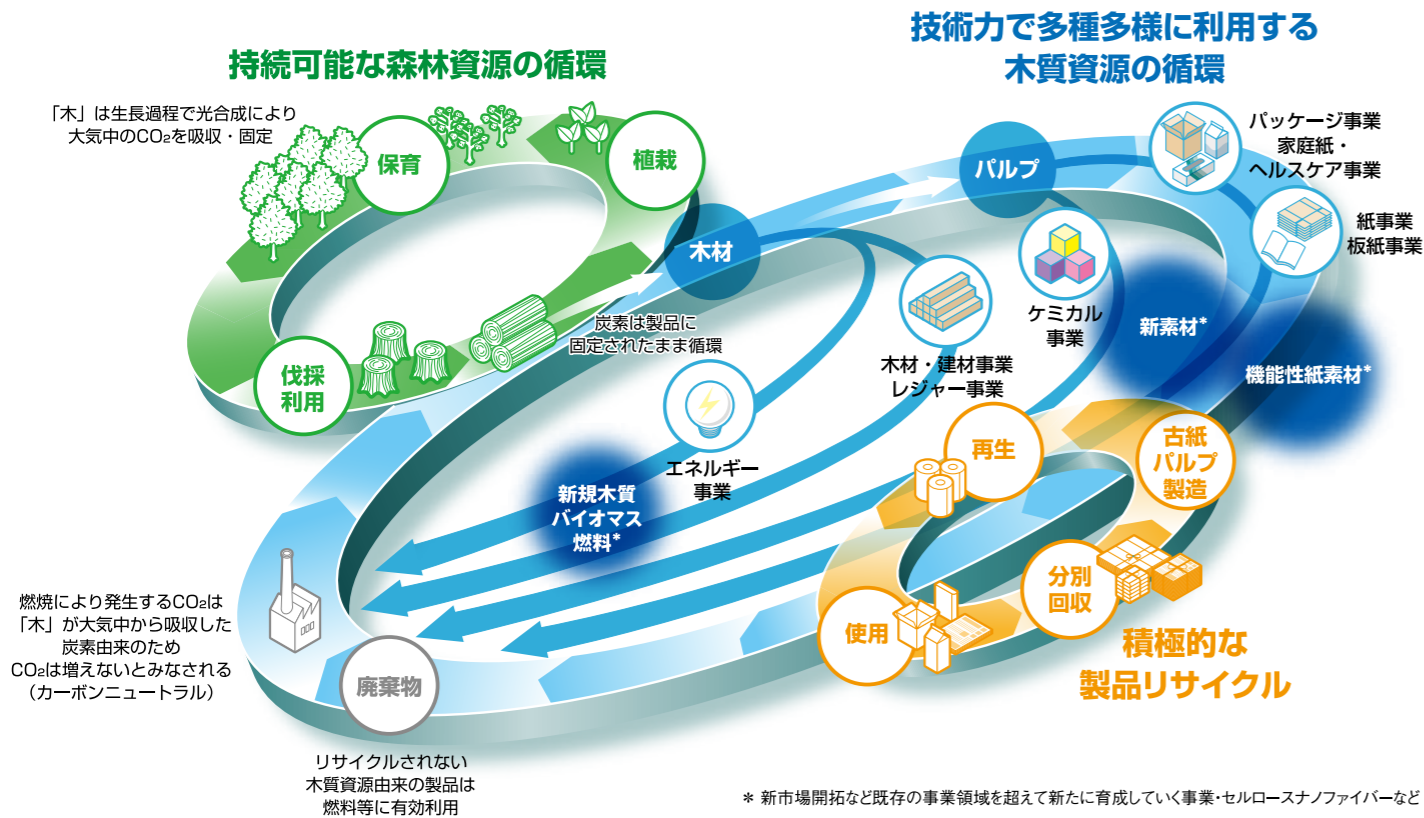 持続可能な森林資源の循環
「木」は生長過程で光合成により
大気中のCO₂を吸収・固定
保育
植栽
伐採
利用
技術力で多種多様に利用する
木質資源の循環
木材
パルプ
パッケージ事業
家庭紙・
ヘルスケア事業
紙事業
板紙事業
炭素は製品に
固定されたまま循環
木材・建材事業
レジャー事業
ケミカル
事業
新素材*
機能性紙素材*
エネルギー
事業
新規木質
バイオマス
燃料*
再生
古紙
パルプ
製造
分別
回収
使用
積極的な
製品リサイクル
燃焼により発生するCO₂は
「木」が大気中から吸収した
炭素由来のため
CO₂は増えないとみなされる
（カーボンニュートラル）
廃棄物
リサイクルされない
木質資源由来の製品は
燃料等に有効利用
* 新市場開拓など既存の事業領域を超えて新たに育成していく事業・セルロースナノファイバーなど